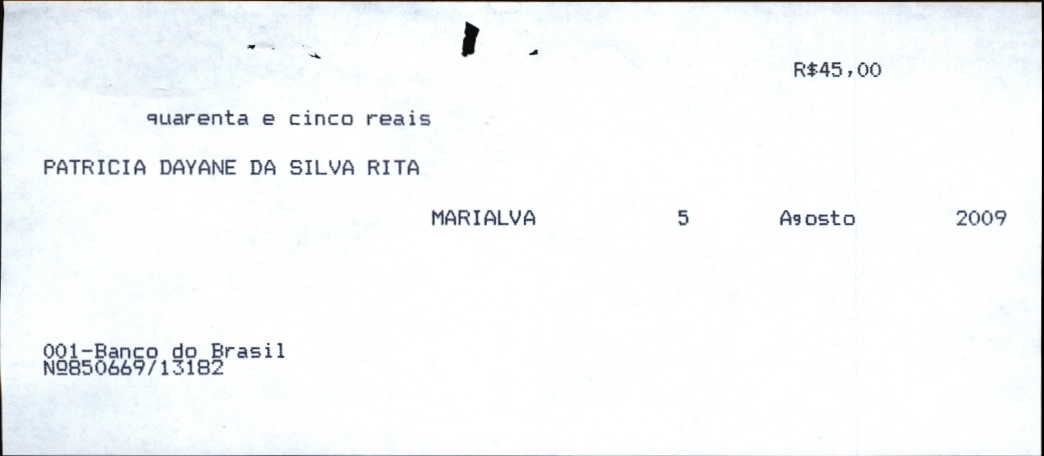 R$45,00
quarenta e cinco reais
PATRICIA DAYANE DA SILVA RITA
MARIALVA 5 Agosto 2009
001-Banco do Brasil
Nº850669/13182